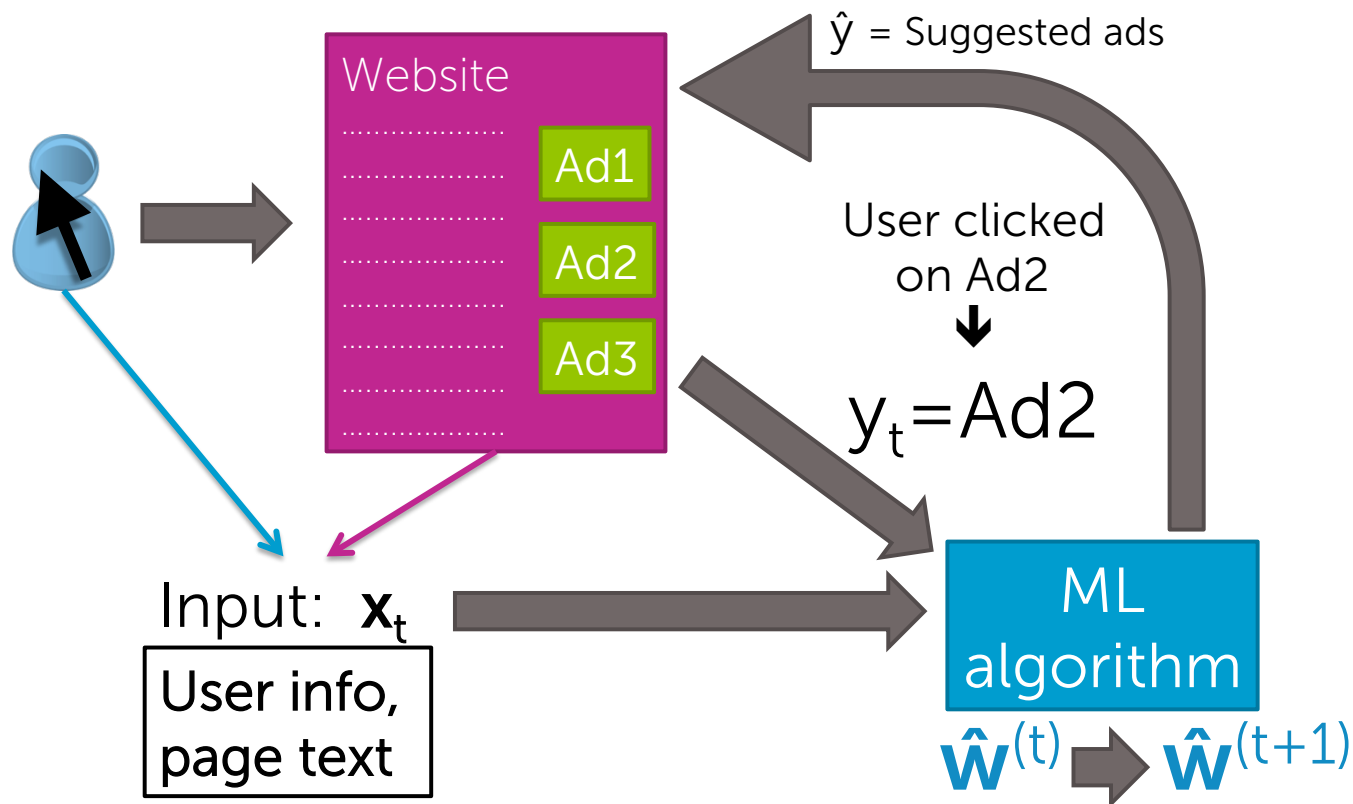 ŷ = Suggested ads
Website
Ad1
Ad2
Ad3
User clicked
on Ad2
yₜ=Ad2
Input: xₜ
User info,
page text
ML
algorithm
ŵ⁽ᵗ⁾ ŵ⁽ᵗ⁺¹⁾